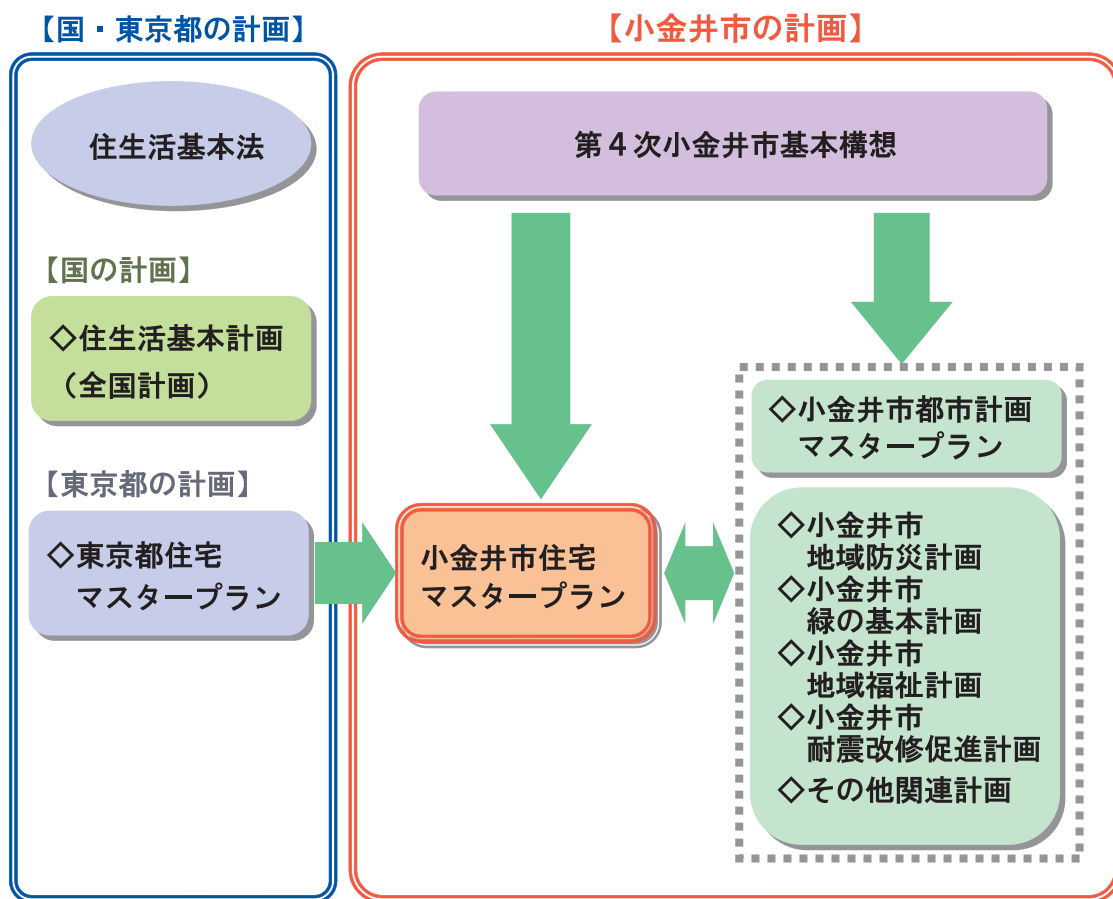 【国・東京都の計画】
住生活基本法
【国の計画】
◇住生活基本計画
（全国計画）
【東京都の計画】
◇東京都住宅
マスタープラン
【小金井市の計画】
第４次小金井市基本構想
小金井市住宅
マスタープラン
◇小金井市都市計画
マスタープラン
◇小金井市
地域防災計画
◇小金井市
緑の基本計画
◇小金井市
地域福祉計画
◇小金井市
耐震改修促進計画
◇その他関連計画